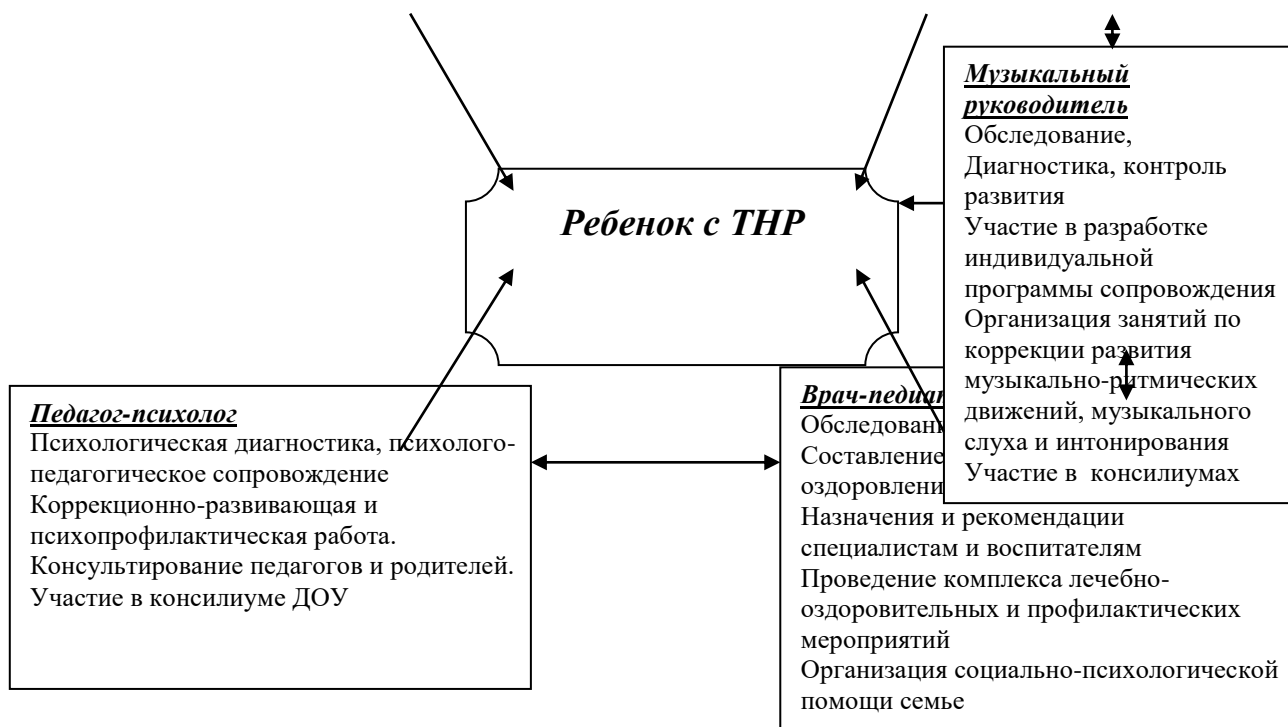 Музыкальный
руководитель
Обследование,
Диагностика, контроль
развития
Участие в разработке
индивидуальной
программы сопровождения
Организация занятий по
коррекции развития
музыкально-ритмических
движений, музыкального
слуха и интонирования
Участие в консилиумах
Ребенок с ТНР
Педагог-психолог
Психологическая диагностика, психолого-
педагогическое сопровождение
Коррекционно-развивающая и
психопрофилактическая работа.
Консультирование педагогов и родителей.
Участие в консилиуме ДОУ
Составление
Назначения и рекомендации
специалистам и воспитателям
Проведение комплекса лечебно-
оздоровительных и профилактических
мероприятий
Организация социально-психологической
помощи семье